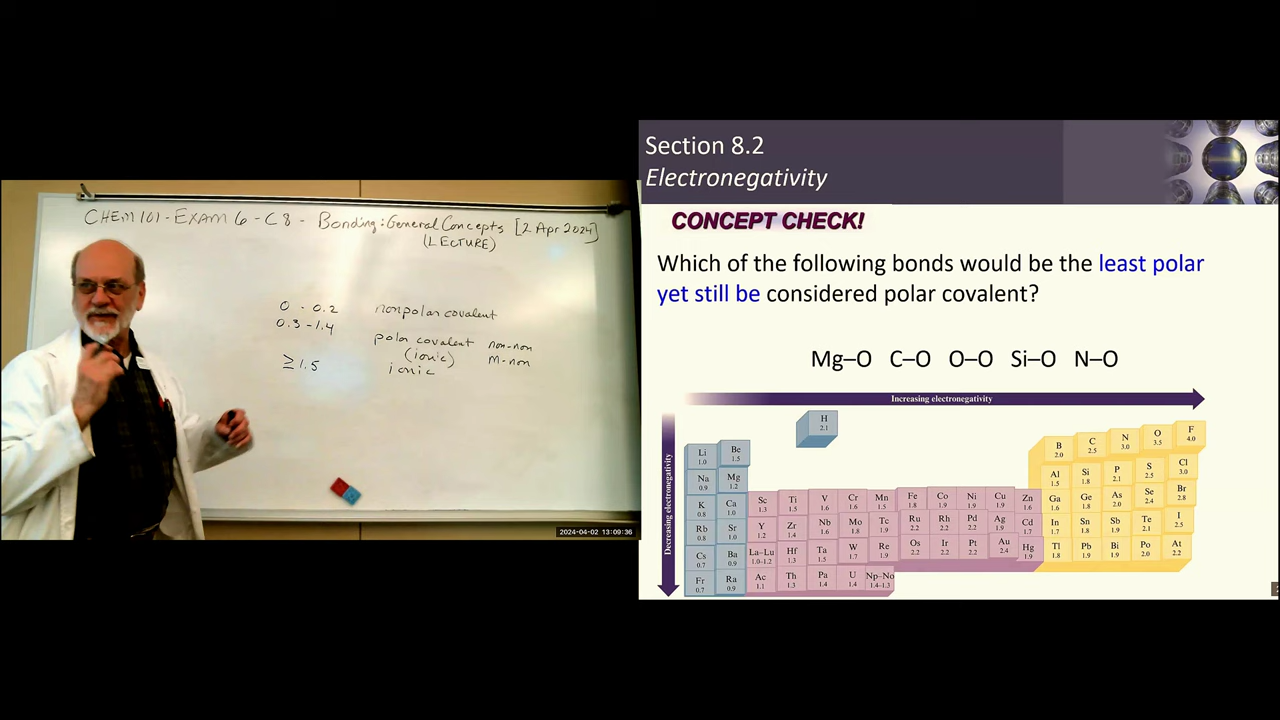 CHEM 101 - EXAM 6 - C8 - Bonding: General Concepts [2 Apr 2024]
(LECTURE)
0 - 0.2 nonpolar covalent
0.3 - 1.4 polar covalent non-non
(ionic) M-non
≥ 1.5 ionic
2024-04-02 13:09:36
Section 8.2
Electronegativity
CONCEPT CHECK!
Which of the following bonds would be the least polar
yet still be considered polar covalent?
Mg–O C–O O–O Si–O N–O
Increasing electronegativity
Decreasing electronegativity
H
2.1
Li Be B C N O F
1.0 1.5 2.0 2.5 3.0 3.5 4.0
Na Mg Al Si P S Cl
0.9 1.2 1.5 1.8 2.1 2.5 3.0
K Ca Sc Ti V Cr Mn Fe Co Ni Cu Zn Ga Ge As Se Br
0.8 1.0 1.3 1.5 1.6 1.6 1.5 1.8 1.9 1.9 1.9 1.6 1.6 1.8 2.0 2.4 2.8
Rb Sr Y Zr Nb Mo Tc Ru Rh Pd Ag Cd In Sn Sb Te I
0.8 1.0 1.2 1.4 1.6 1.8 1.9 2.2 2.2 2.2 1.9 1.7 1.7 1.8 1.9 2.1 2.5
Cs Ba La–Lu Hf Ta W Re Os Ir Pt Au Hg Tl Pb Bi Po At
0.7 0.9 1.0–1.2 1.3 1.5 1.7 1.9 2.2 2.2 2.2 2.4 1.9 1.8 1.9 1.9 2.0 2.2
Fr Ra Ac Th Pa U Np–No
0.7 0.9 1.1 1.3 1.4 1.4 1.4–1.3